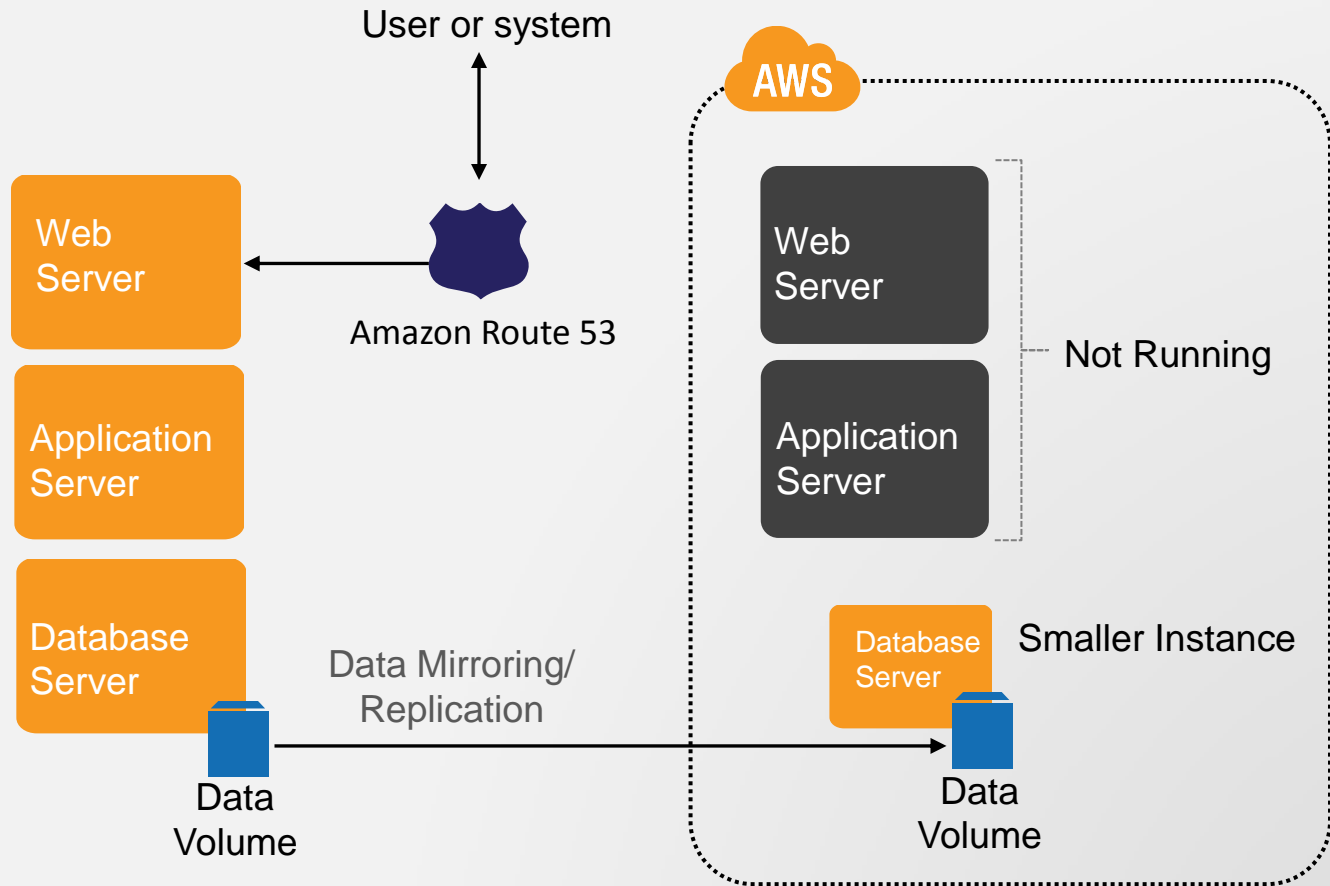 User or system
AWS
Web
Server
Amazon Route 53
Web
Server
Not Running
Application
Server
Application
Server
Database
Server
Data Mirroring/
Replication
Database
Server
Smaller Instance
Data
Volume
Data
Volume